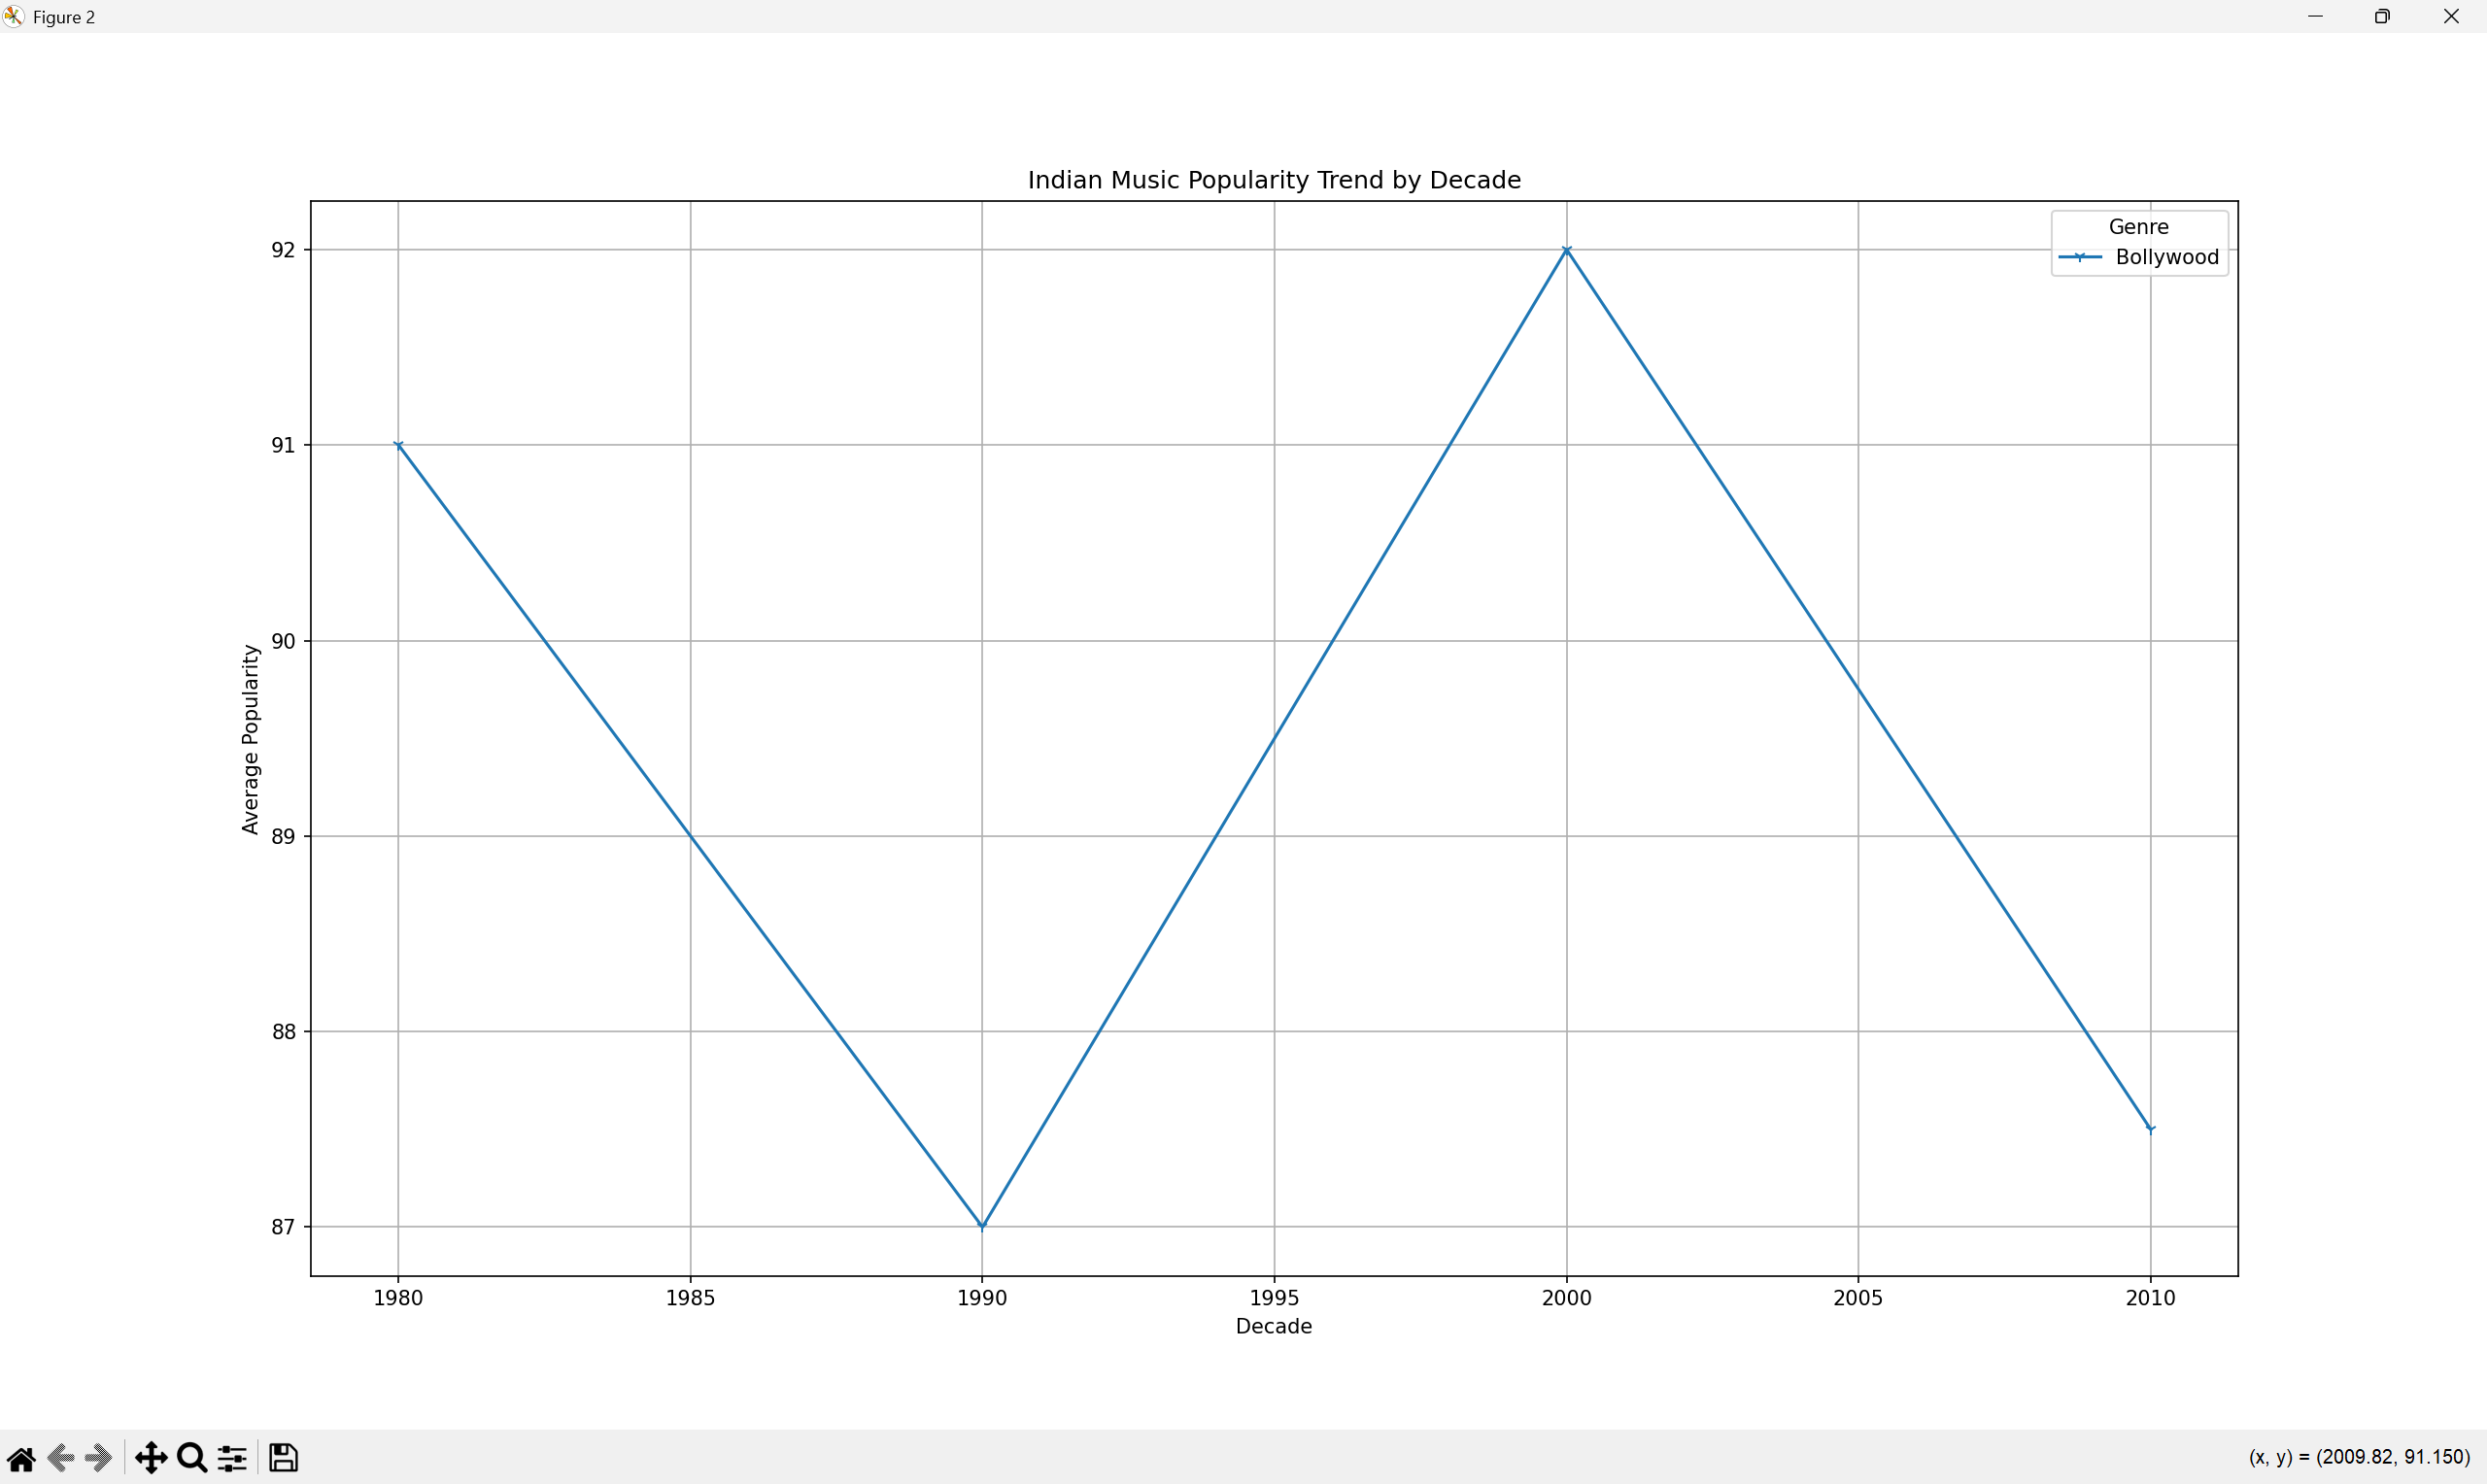 Figure 2
Indian Music Popularity Trend by Decade
Genre
Bollywood
92
91
90
89
88
87
Average Popularity
1980 1985 1990 1995 2000 2005 2010
Decade
(x, y) = (2009.82, 91.150)